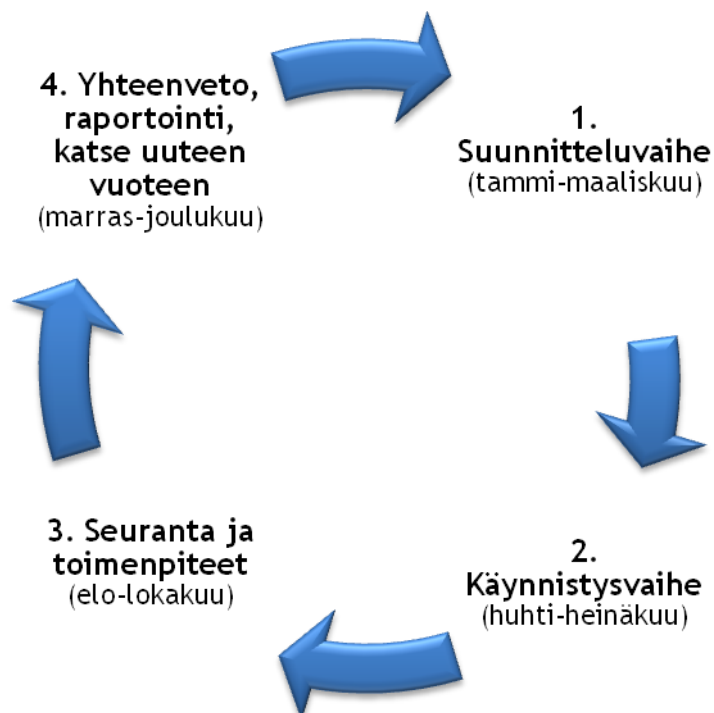 1.
Suunnitteluvaihe
(tammi-maaliskuu)
2.
Käynnistysvaihe
(huhti-heinäkuu)
3. Seuranta ja
toimenpiteet
(elo-lokakuu)
4. Yhteenveto,
raportointi,
katse uuteen
vuoteen
(marras-joulukuu)